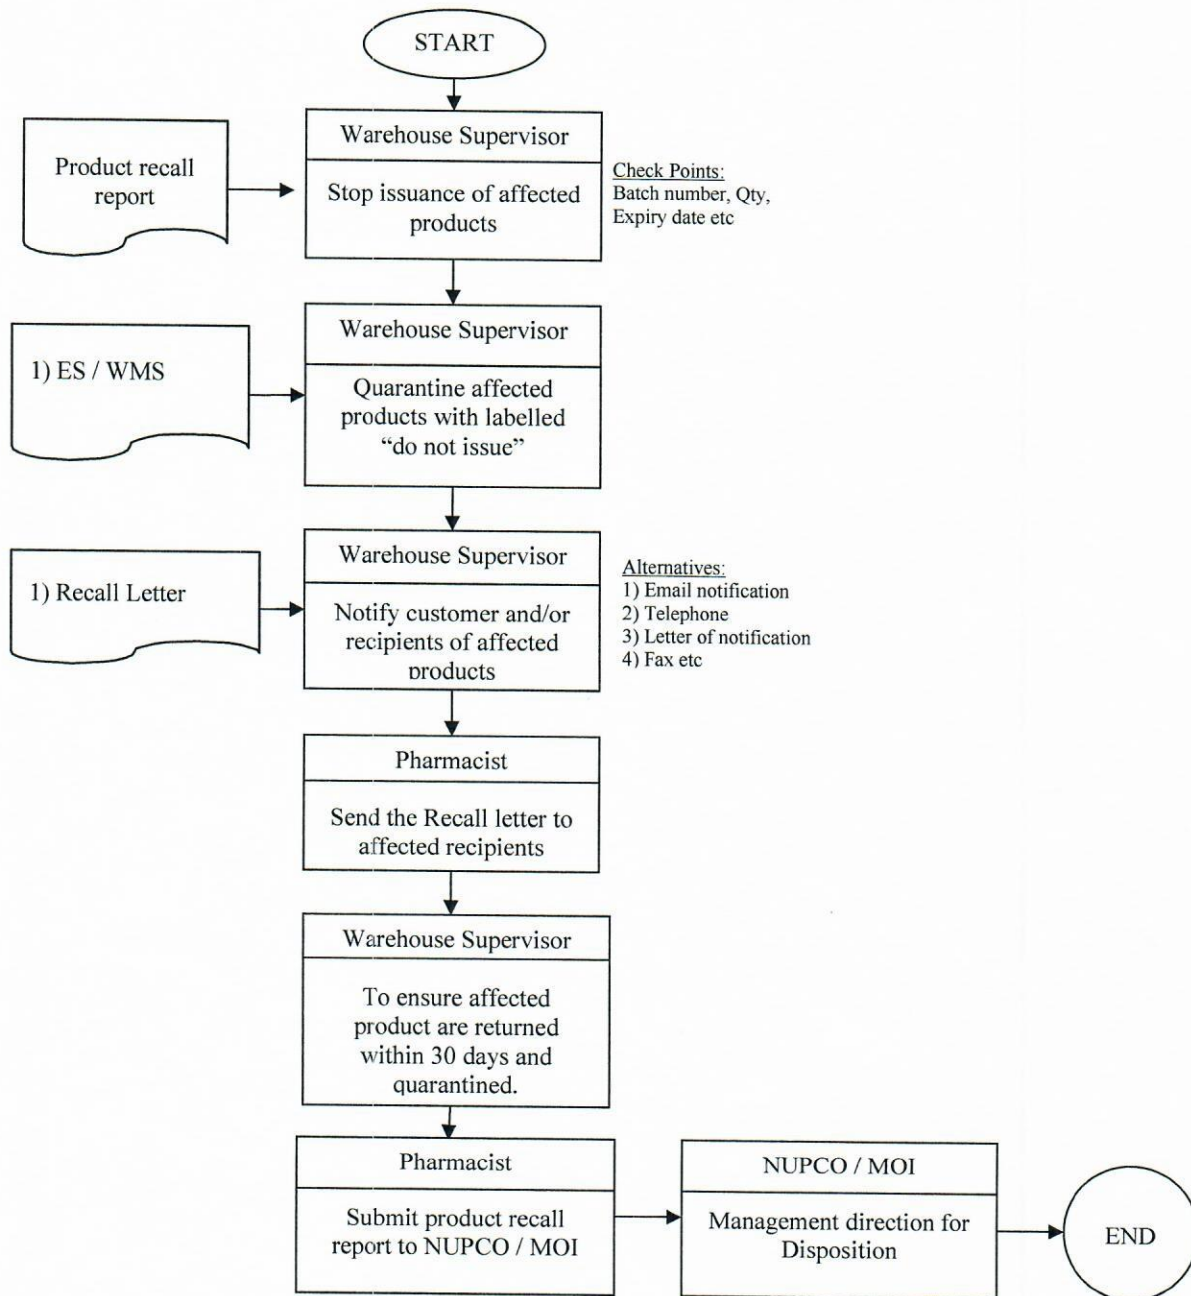 START
Product recall
report
Warehouse Supervisor
Stop issuance of affected
products
Check Points:
Batch number, Qty,
Expiry date etc
1) ES / WMS
Warehouse Supervisor
Quarantine affected
products with labelled
“do not issue”
1) Recall Letter
Warehouse Supervisor
Notify customer and/or
recipients of affected
products
Alternatives:
1) Email notification
2) Telephone
3) Letter of notification
4) Fax etc
Pharmacist
Send the Recall letter to
affected recipients
Warehouse Supervisor
To ensure affected
product are returned
within 30 days and
quarantined.
Pharmacist
Submit product recall
report to NUPCO / MOI
NUPCO / MOI
Management direction for
Disposition
END